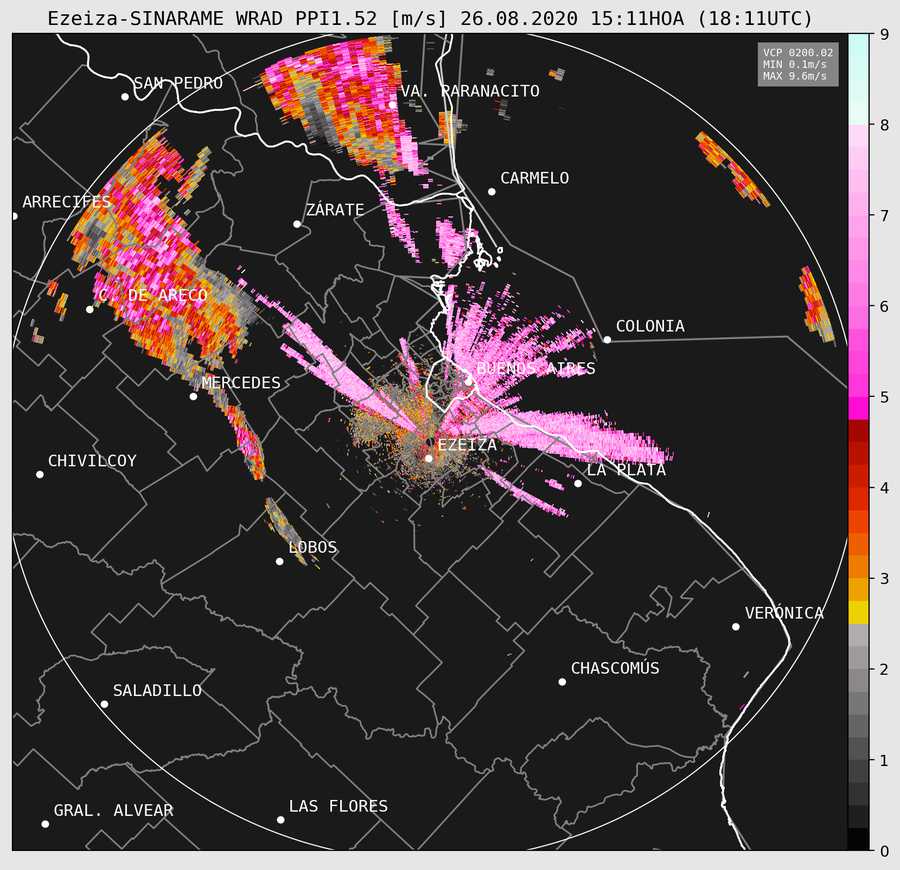 Ezeiza-SINARAME WRAD PPI1.52 [m/s] 26.08.2020 15:11HOA (18:11UTC)
VCP 0200.02
MIN 0.1m/s
MAX 9.6m/s
9
SAN PEDRO
VA. PARANACITO
8
CARMELO
ARRECIFES
ZÁRATE
7
C. DE ARECO
6
COLONIA
BUENOS AIRES
MERCEDES
5
EZEIZA
CHIVILCOY
LA PLATA
4
LOBOS
3
VERÓNICA
CHASCOMÚS
2
SALADILLO
1
LAS FLORES
GRAL. ALVEAR
0